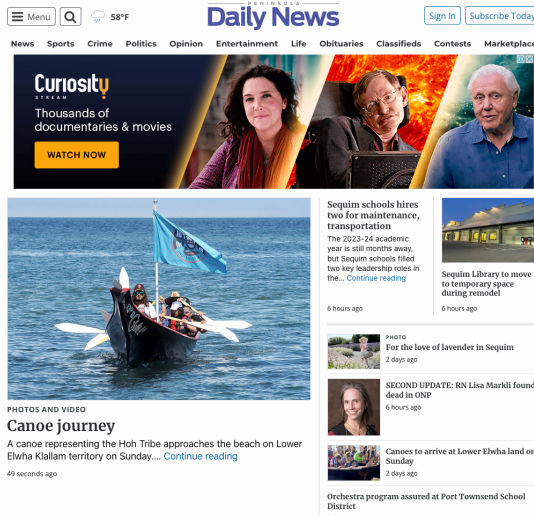 Menu
58°F
PENINSULA
Daily News
Sign In
Subscribe Today
News Sports Crime Politics Opinion Entertainment Life Obituaries Classifieds Contests Marketplace
CURIOSITY
STREAM
Thousands of
documentaries & movies
WATCH NOW
PHOTOS AND VIDEO
Canoe journey
A canoe representing the Hoh Tribe approaches the beach on Lower
Elwha Klallam territory on Sunday.... Continue reading
49 seconds ago
Sequim schools hires
two for maintenance,
transportation
The 2023-24 academic
year is still months away,
but Sequim schools filled
two key leadership roles in
the... Continue reading
6 hours ago
Sequim Library to move
to temporary space
during remodel
6 hours ago
PHOTO
For the love of lavender in Sequim
2 days ago
SECOND UPDATE: RN Lisa Markli found
dead in ONP
6 hours ago
Canoes to arrive at Lower Elwha land on
Sunday
2 days ago
Orchestra program assured at Port Townsend School
District